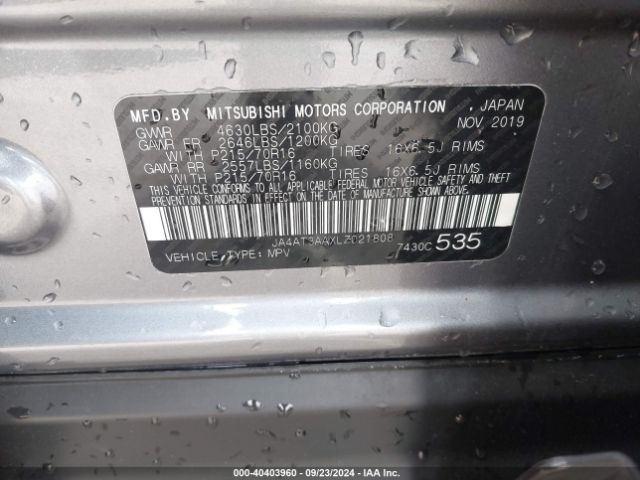 MFD.BY MITSUBISHI MOTORS CORPORATION , JAPAN
GVWR 4630LBS/2100KG NOV 2019
GAWR FR 2646LBS/1200KG
WITH P215/70R16 TIRES 16X6.5J RIMS
GAWR RR 2557LBS/1160KG
WITH P215/70R16 TIRES 16X6.5J RIMS
THIS VEHICLE CONFORMS TO ALL APPLICABLE FEDERAL MOTOR VEHICLE SAFETY AND THEFT
PREVENTION STANDARDS IN EFFECT ON THE DATE OF MANUFACTURE SHOWN ABOVE.
JA4AT3AAXLZ021808
VEHICLE TYPE: MPV 7430C 535
000-40403960 - 09/23/2024 - IAA Inc.